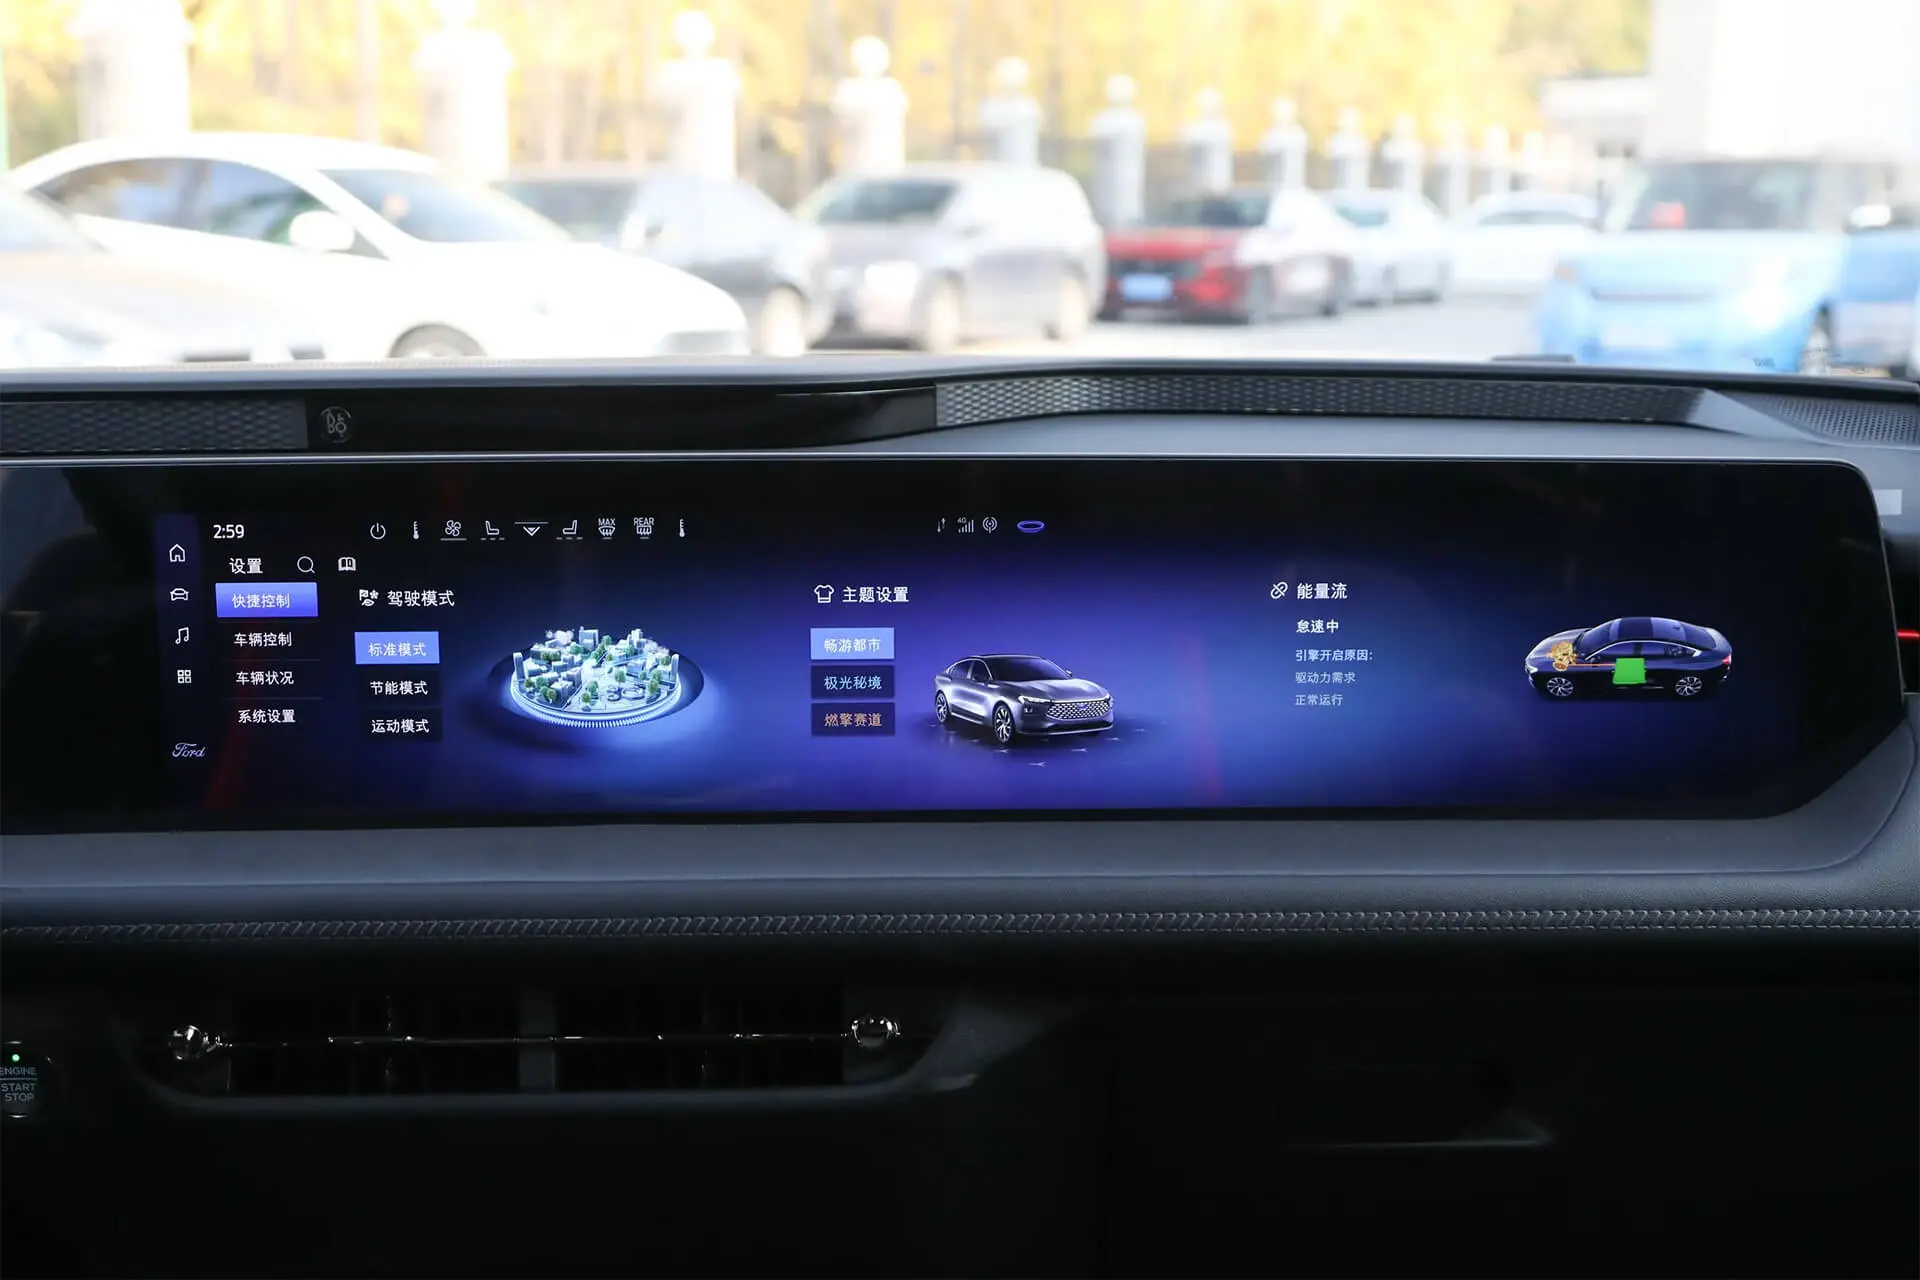 B&O
2:59
MAX
REAR
4G
设置
快捷控制
车辆控制
车辆状况
系统设置
Ford
驾驶模式
标准模式
节能模式
运动模式
主题设置
畅游都市
极光秘境
燃擎赛道
能量流
怠速中
引擎开启原因:
驱动力需求
正常运行
ENGINE
START
STOP